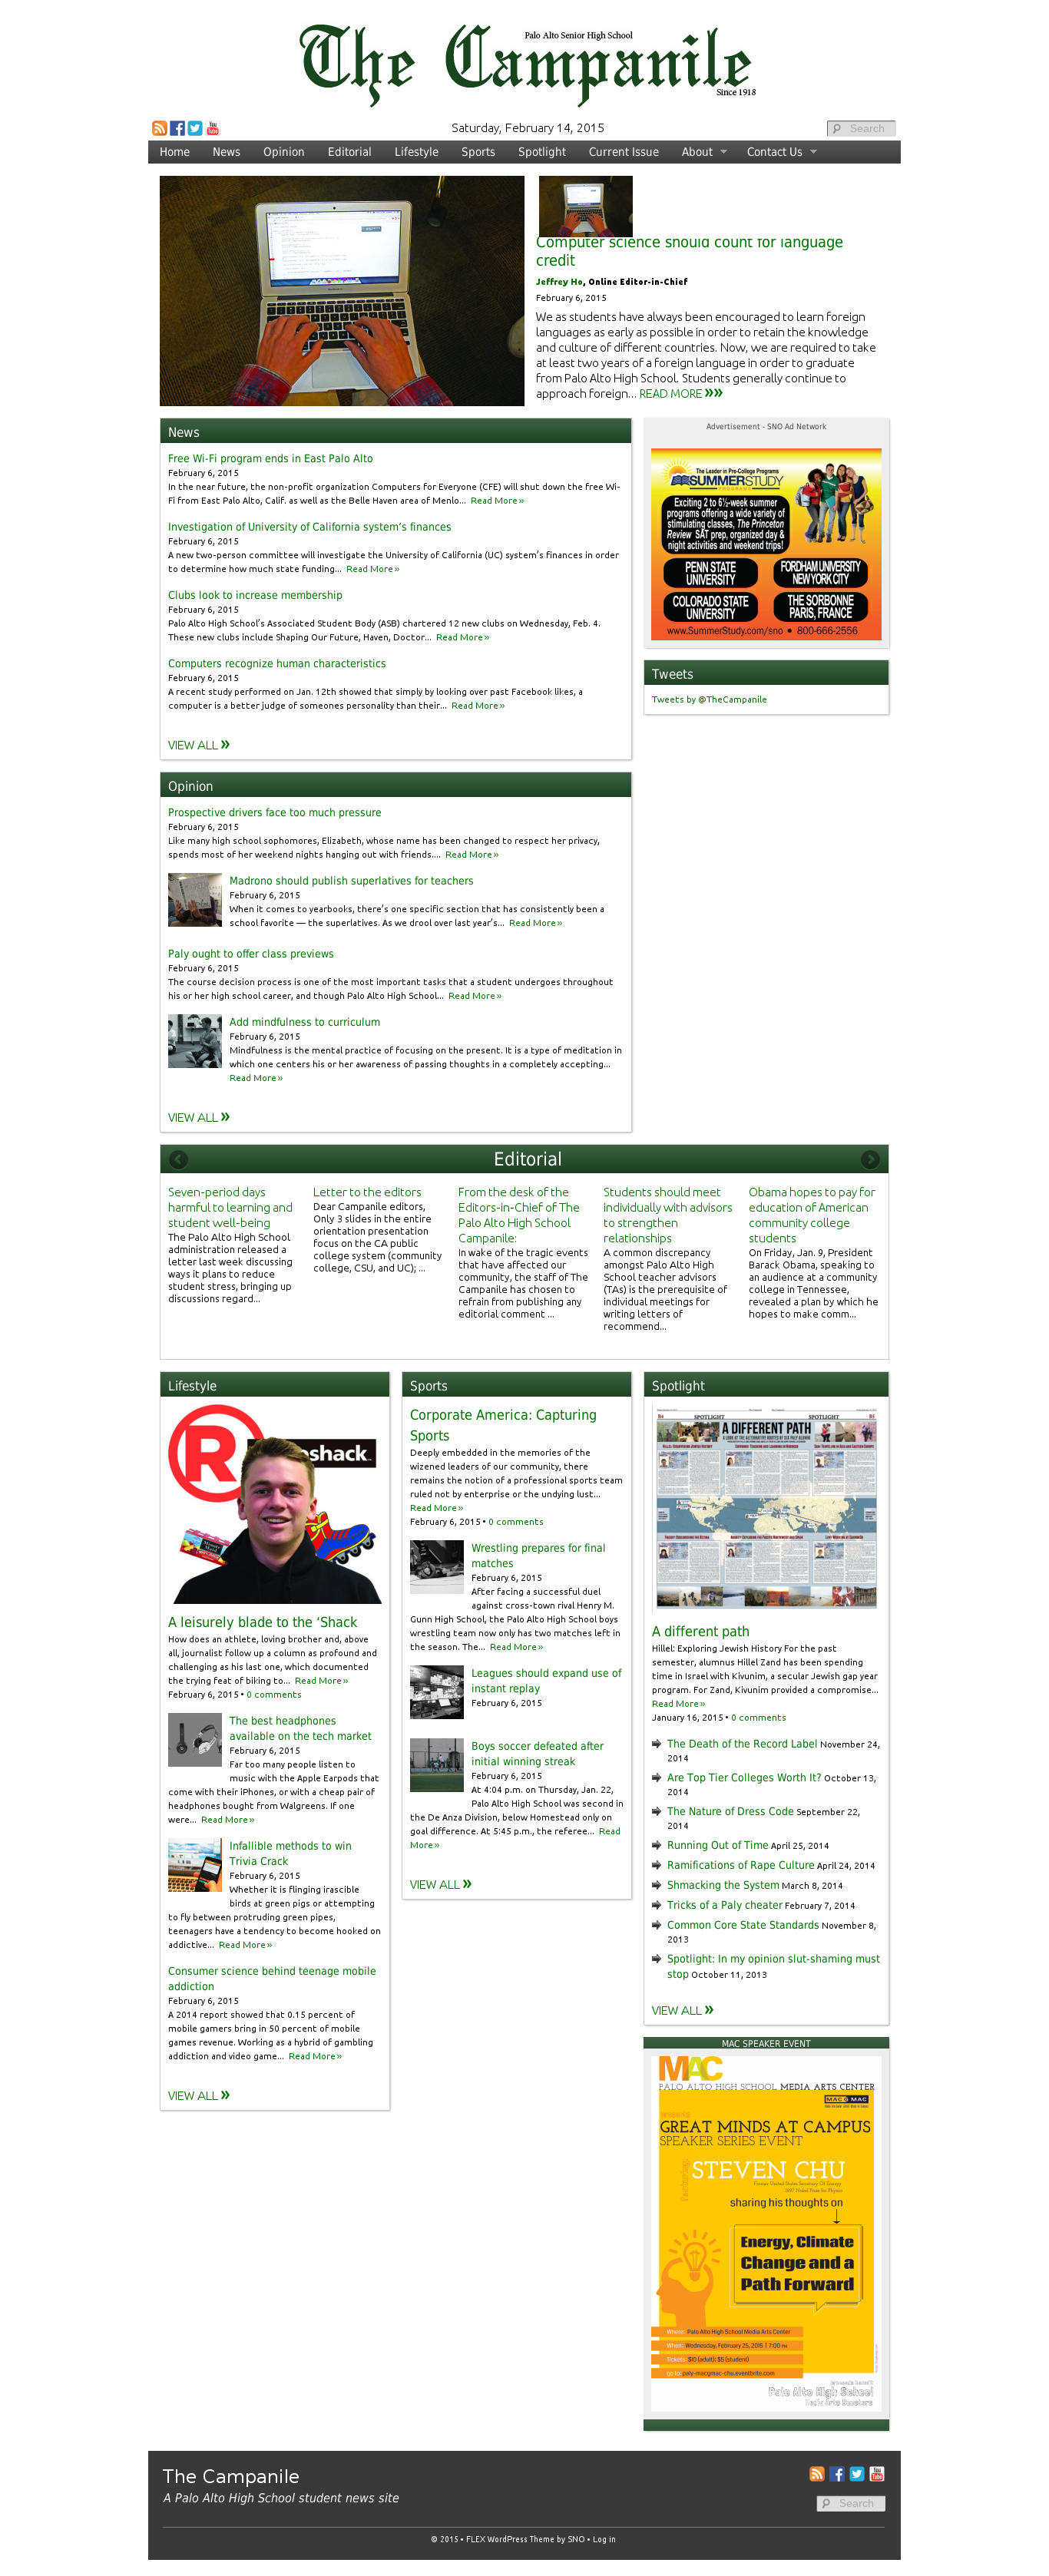 Palo Alto Senior High School
The Campanile
Since 1918
Saturday, February 14, 2015
Search
Home News Opinion Editorial Lifestyle Sports Spotlight Current Issue About Contact Us
Computer science should count for language
credit
Jeffrey Ho, Online Editor-in-Chief
February 6, 2015
We as students have always been encouraged to learn foreign
languages as early as possible in order to retain the knowledge
and culture of different countries. Now, we are required to take
at least two years of a foreign language in order to graduate
from Palo Alto High School. Students generally continue to
approach foreign... READ MORE »»
News
Free Wi-Fi program ends in East Palo Alto
February 6, 2015
In the near future, the non-profit organization Computers for Everyone (CFE) will shut down the free Wi-
Fi from East Palo Alto, Calif. as well as the Belle Haven area of Menlo... Read More »
Investigation of University of California system's finances
February 6, 2015
A new two-person committee will investigate the University of California (UC) system's finances in order
to determine how much state funding... Read More »
Clubs look to increase membership
February 6, 2015
Palo Alto High School's Associated Student Body (ASB) chartered 12 new clubs on Wednesday, Feb. 4.
These new clubs include Shaping Our Future, Haven, Doctor... Read More »
Computers recognize human characteristics
February 6, 2015
A recent study performed on Jan. 12th showed that simply by looking over past Facebook likes, a
computer is a better judge of someones personality than their... Read More »
VIEW ALL »
Advertisement - SNO Ad Network
The Leader in Pre-College Programs
SUMMERSTUDY
PROGRAMS
Exciting 2 to 6½-week summer
programs offering a wide variety of
stimulating classes, The Princeton
Review SAT prep, organized day &
night activities and weekend trips!
PENN STATE
UNIVERSITY
FORDHAM UNIVERSITY
NEW YORK CITY
COLORADO STATE
UNIVERSITY
THE SORBONNE
PARIS, FRANCE
www.SummerStudy.com/sno • 800-666-2556
Tweets
Tweets by @TheCampanile
Opinion
Prospective drivers face too much pressure
February 6, 2015
Like many high school sophomores, Elizabeth, whose name has been changed to respect her privacy,
spends most of her weekend nights hanging out with friends.... Read More »
Madrono should publish superlatives for teachers
February 6, 2015
When it comes to yearbooks, there's one specific section that has consistently been a
school favorite — the superlatives. As we drool over last year's... Read More »
Paly ought to offer class previews
February 6, 2015
The course decision process is one of the most important tasks that a student undergoes throughout
his or her high school career, and though Palo Alto High School... Read More »
Add mindfulness to curriculum
February 6, 2015
Mindfulness is the mental practice of focusing on the present. It is a type of meditation in
which one centers his or her awareness of passing thoughts in a completely accepting...
Read More »
VIEW ALL »
Editorial
Seven-period days
harmful to learning and
student well-being
The Palo Alto High School
administration released a
letter last week discussing
ways it plans to reduce
student stress, bringing up
discussions regard...
Letter to the editors
Dear Campanile editors,
Only 3 slides in the entire
orientation presentation
focus on the CA public
college system (community
college, CSU, and UC); ...
From the desk of the
Editors-in-Chief of The
Palo Alto High School
Campanile:
In wake of the tragic events
that have affected our
community, the staff of The
Campanile has chosen to
refrain from publishing any
editorial comment ...
Students should meet
individually with advisors
to strengthen
relationships
A common discrepancy
amongst Palo Alto High
School teacher advisors
(TAs) is the prerequisite of
individual meetings for
writing letters of
recommend...
Obama hopes to pay for
education of American
community college
students
On Friday, Jan. 9, President
Barack Obama, speaking to
an audience at a community
college in Tennessee,
revealed a plan by which he
hopes to make comm...
Lifestyle
R
shack
A leisurely blade to the ‘Shack
How does an athlete, loving brother and, above
all, journalist follow up a column as profound and
challenging as his last one, which documented
the trying feat of biking to... Read More »
February 6, 2015 • 0 comments
The best headphones
available on the tech market
February 6, 2015
Far too many people listen to
music with the Apple Earpods that
come with their iPhones, or with a cheap pair of
headphones bought from Walgreens. If one
were... Read More »
Infallible methods to win
Trivia Crack
February 6, 2015
Whether it is flinging irascible
birds at green pigs or attempting
to fly between protruding green pipes,
teenagers have a tendency to become hooked on
addictive... Read More »
Consumer science behind teenage mobile
addiction
February 6, 2015
A 2014 report showed that 0.15 percent of
mobile gamers bring in 50 percent of mobile
games revenue. Working as a hybrid of gambling
addiction and video game... Read More »
VIEW ALL »
Sports
Corporate America: Capturing
Sports
Deeply embedded in the memories of the
wizened leaders of our community, there
remains the notion of a professional sports team
ruled not by enterprise or the undying lust...
Read More »
February 6, 2015 • 0 comments
Wrestling prepares for final
matches
February 6, 2015
After facing a successful duel
against cross-town rival Henry M.
Gunn High School, the Palo Alto High School boys
wrestling team now only has two matches left in
the season. The... Read More »
Leagues should expand use of
instant replay
February 6, 2015
Boys soccer defeated after
initial winning streak
February 6, 2015
At 4:04 p.m. on Thursday, Jan. 22,
Palo Alto High School was second in
the De Anza Division, below Homestead only on
goal difference. At 5:45 p.m., the referee... Read
More »
VIEW ALL »
Spotlight
SPOTLIGHT
SPOTLIGHT
A DIFFERENT PATH
A different path
Hillel: Exploring Jewish History For the past
semester, alumnus Hillel Zand has been spending
time in Israel with Kivunim, a secular Jewish gap year
program. For Zand, Kivunim provided a compromise...
Read More »
January 16, 2015 • 0 comments
The Death of the Record Label November 24,
2014
Are Top Tier Colleges Worth It? October 13,
2014
The Nature of Dress Code September 22,
2014
Running Out of Time April 25, 2014
Ramifications of Rape Culture April 24, 2014
Shmacking the System March 8, 2014
Tricks of a Paly cheater February 7, 2014
Common Core State Standards November 8,
2013
Spotlight: In my opinion slut-shaming must
stop October 11, 2013
VIEW ALL »
MAC SPEAKER EVENT
MAC
PALO ALTO HIGH SCHOOL MEDIA ARTS CENTER
GREAT MINDS AT CAMPUS
SPEAKER SERIES EVENT
STEVEN CHU
sharing his thoughts on
Energy, Climate
Change and a
Path Forward
Where: Palo Alto High School Media Arts Center
When: Wednesday, February 25, 2015 | 7:00 PM
Tickets: $10 (adult); $5 (student)
go to: paly-macgmac-chu.eventbrite.com
Palo Alto High School
Media Arts Boosters
The Campanile
A Palo Alto High School student news site
Search
© 2015 • FLEX WordPress Theme by SNO • Log in